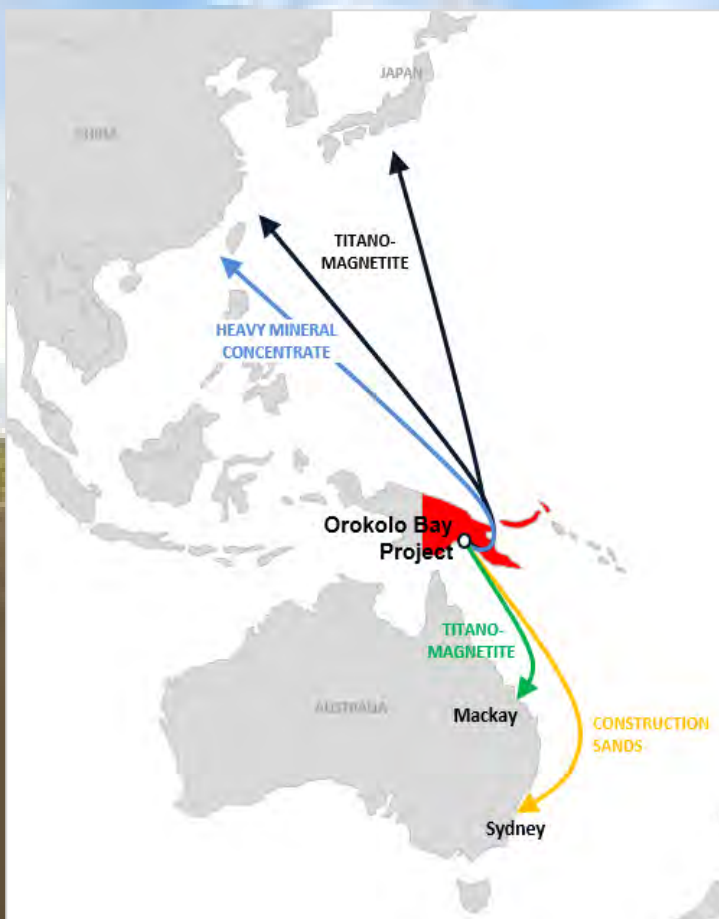 JAPAN
CHINA
TITANO-
MAGNETITE
HEAVY MINERAL
CONCENTRATE
Orokolo Bay
Project
TITANO-
MAGNETITE
AUSTRALIA
Mackay
CONSTRUCTION
SANDS
Sydney